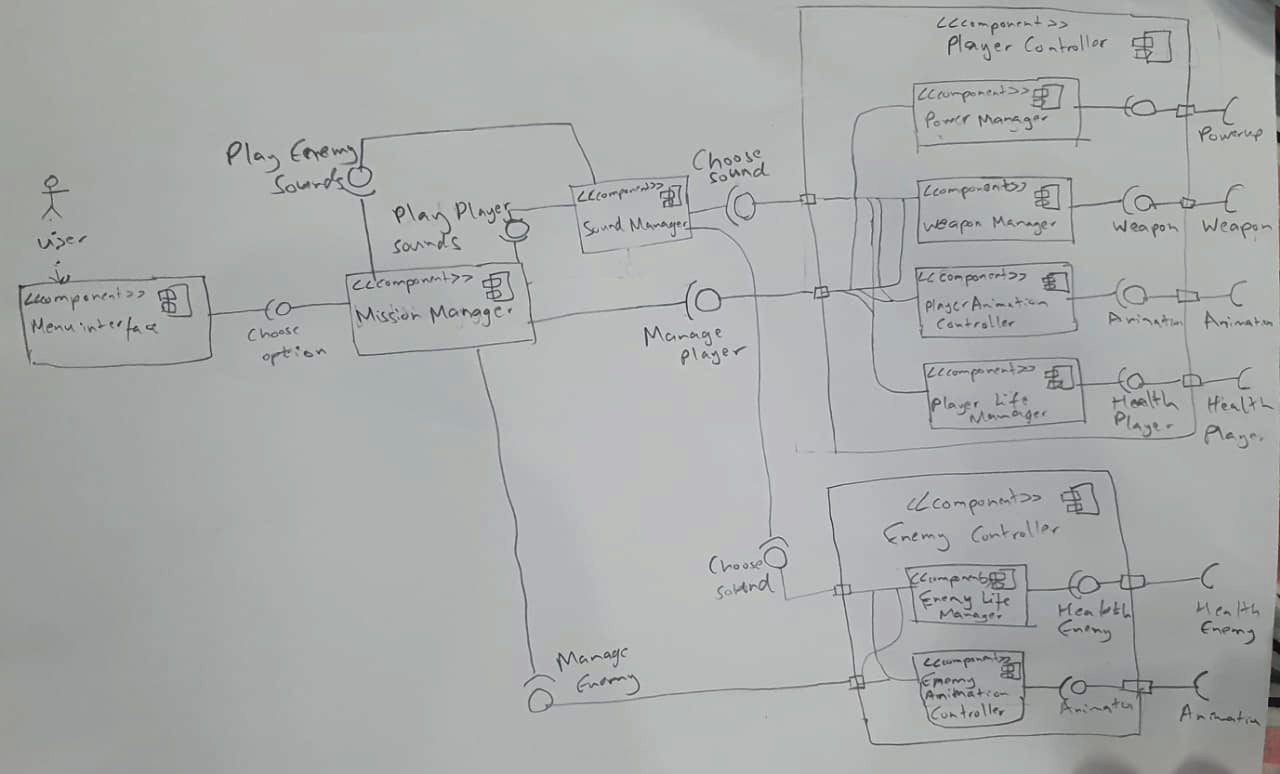 <<component>>
Player Controller
<<component>>
Power Manager
Powerup
<<component>>
Weapon Manager
Weapon
Weapon
<<component>>
Player Animation
Controller
Animation
Animation
<<component>>
Player Life
Manager
Health
Player
Health
Player
Play Enemy
Sounds
Choose
sound
<<component>>
Sound Manager
Play Player
sounds
User
<<component>>
Menu interface
Choose
option
<<component>>
Mission Manager
Manage
player
<<component>>
Enemy Controller
Choose
sound
<<component>>
Enemy Life
Manager
Health
Enemy
Health
Enemy
Manage
Enemy
<<component>>
Enemy
Animation
Controller
Animation
Animation